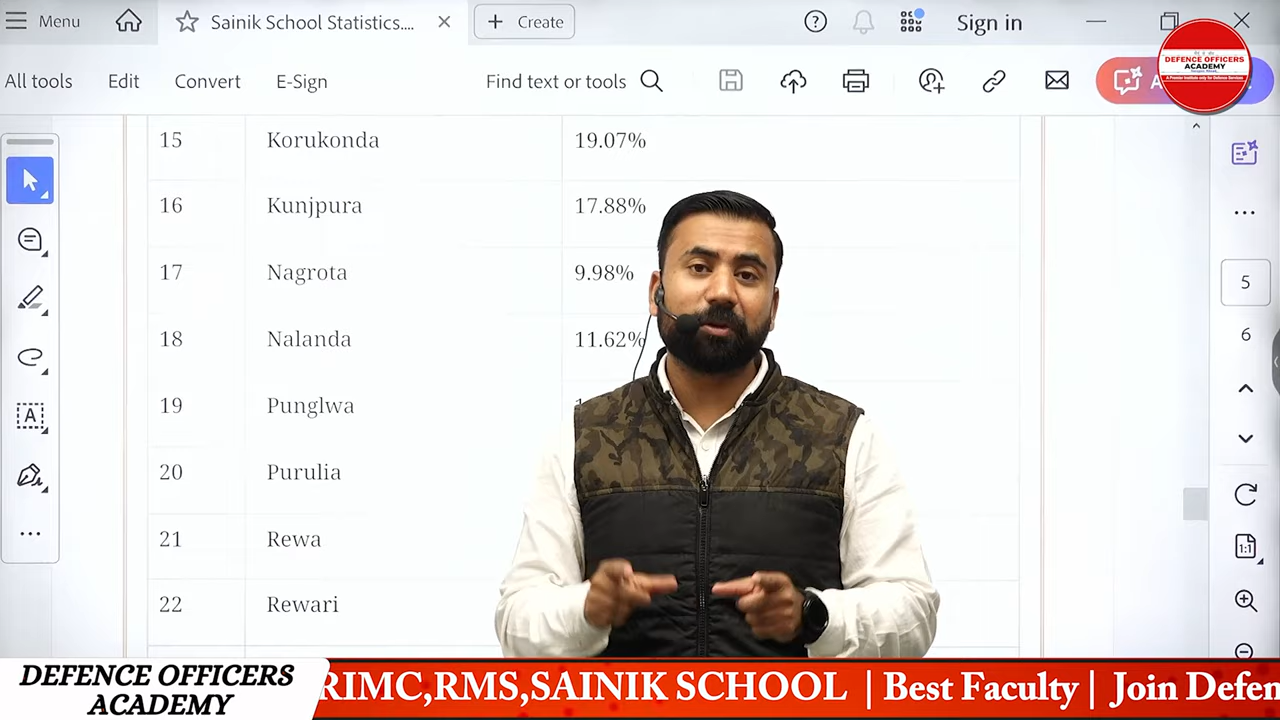 Menu
Sainik School Statistics....
Create
Sign in
All tools
Edit
Convert
E-Sign
Find text or tools
DEFENCE OFFICERS
ACADEMY
15 Korukonda 19.07%
16 Kunjpura 17.88%
17 Nagrota 9.98%
18 Nalanda 11.62%
19 Punglwa
20 Purulia
21 Rewa
22 Rewari
5
6
1:1
DEFENCE OFFICERS
ACADEMY
RIMC,RMS,SAINIK SCHOOL | Best Faculty | Join Defen